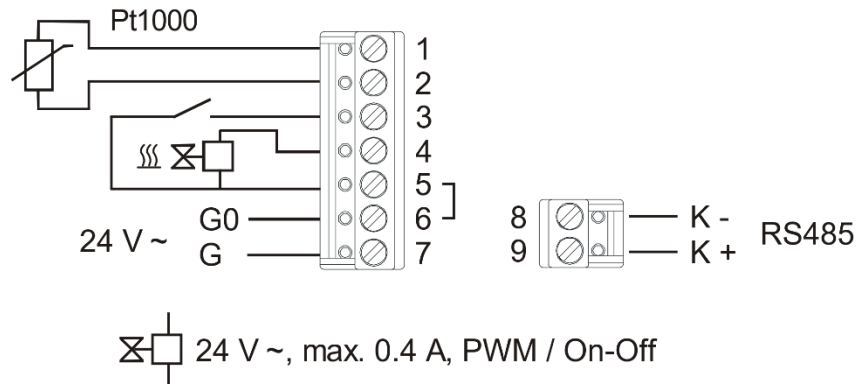 Pt1000
1
2
3
4
5
6
7
24 V ~
G0
G
8
9
K -
K +
RS485
24 V ~, max. 0.4 A, PWM / On-Off